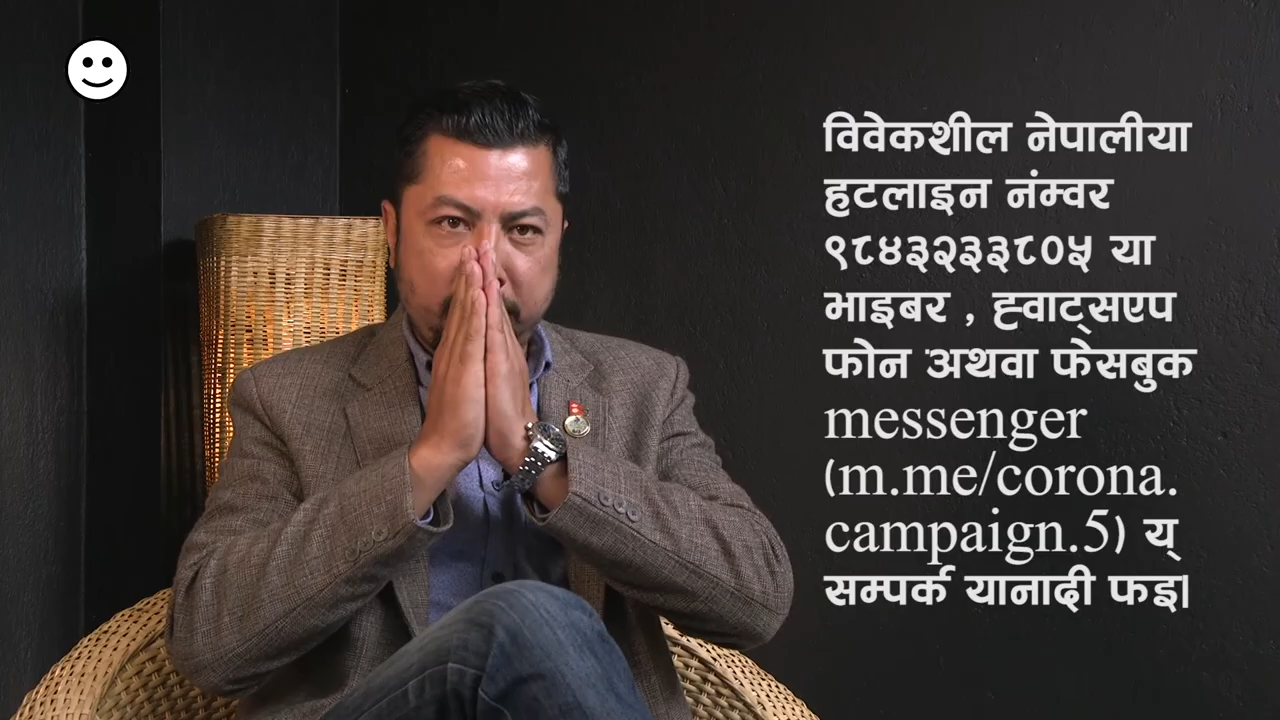 विवेकशील नेपालीया
हटलाइन नंम्वर
९८४३२३३८०५ या
भाइबर , ह्वाट्सएप
फोन अथवा फेसबुक
messenger
(m.me/corona.
campaign.5) य्
सम्पर्क यानादी फइ।